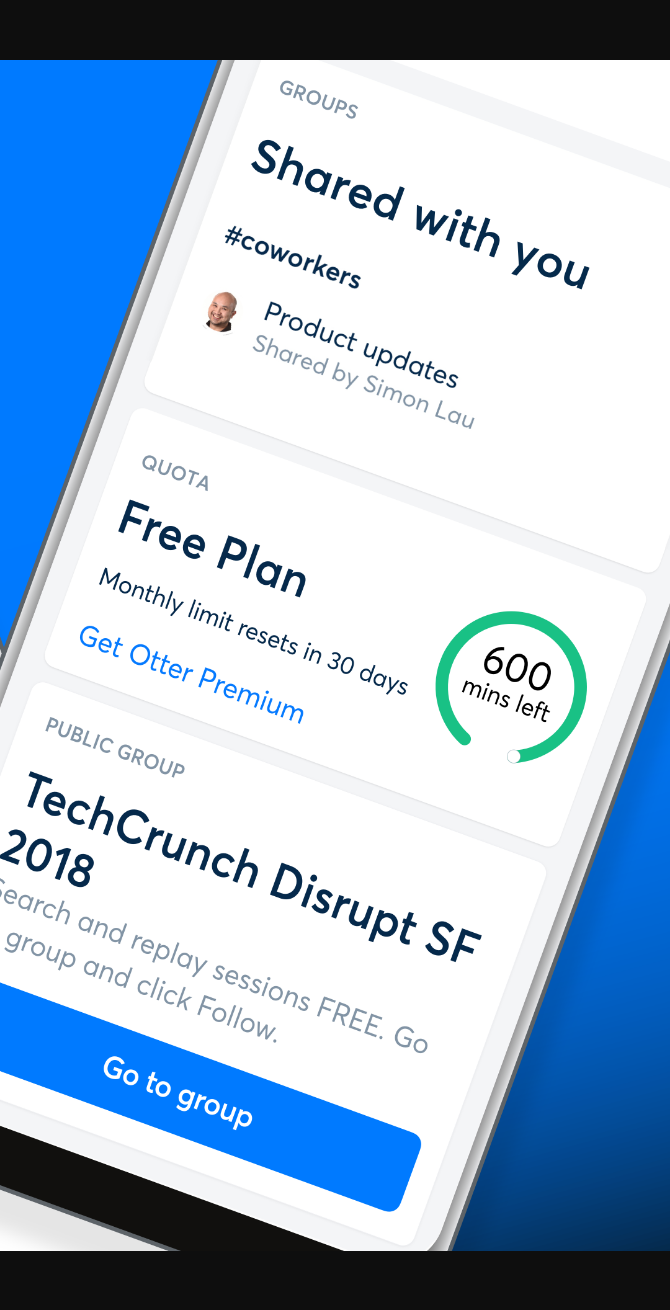 GROUPS
Shared with you
#coworkers
Product updates
Shared by Simon Lau
QUOTA
Free Plan
Monthly limit resets in 30 days
Get Otter Premium
600
mins left
PUBLIC GROUP
TechCrunch Disrupt SF
2018
Search and replay sessions FREE. Go
group and click Follow.
Go to group